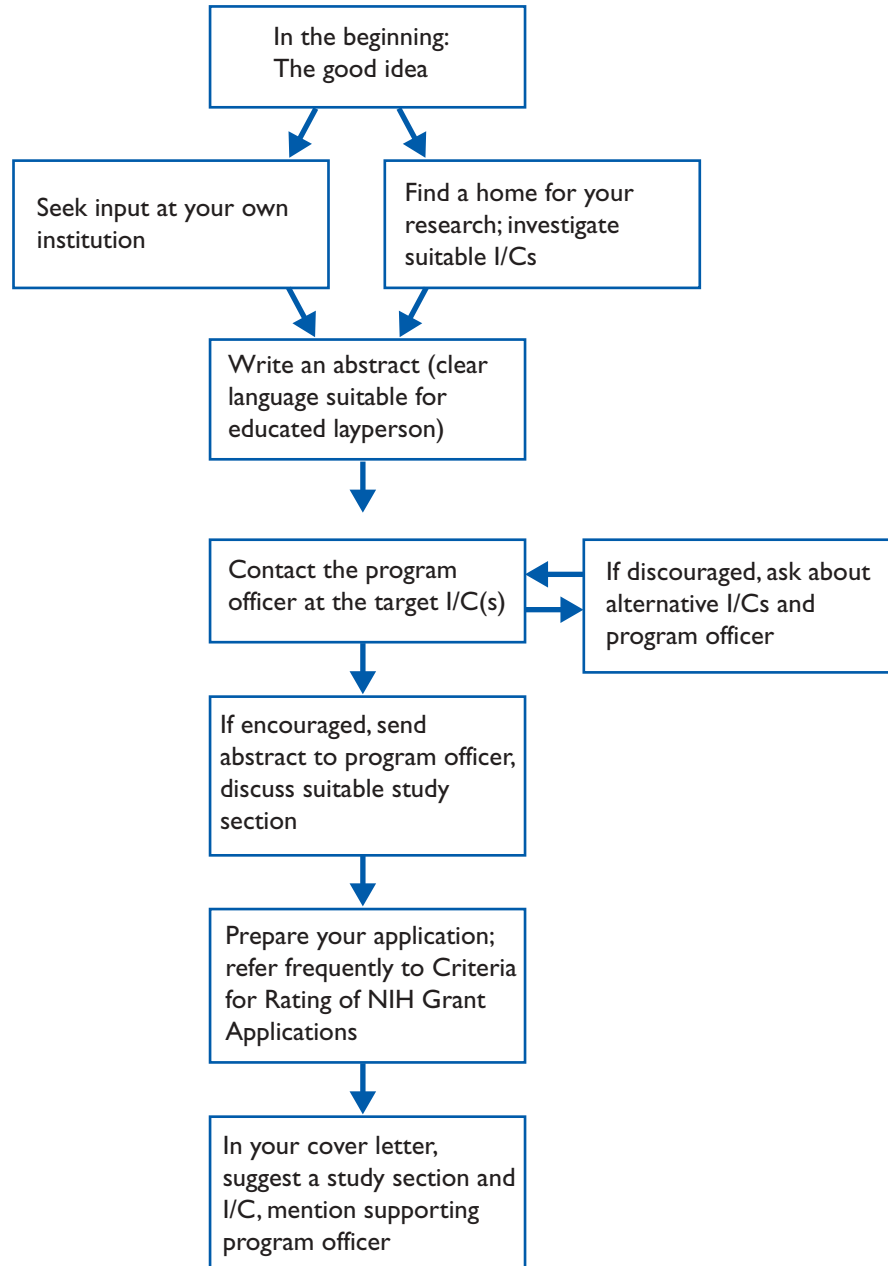 In the beginning:
The good idea
Seek input at your own
institution
Find a home for your
research; investigate
suitable I/Cs
Write an abstract (clear
language suitable for
educated layperson)
Contact the program
officer at the target I/C(s)
If discouraged, ask about
alternative I/Cs and
program officer
If encouraged, send
abstract to program officer,
discuss suitable study
section
Prepare your application;
refer frequently to Criteria
for Rating of NIH Grant
Applications
In your cover letter,
suggest a study section and
I/C, mention supporting
program officer